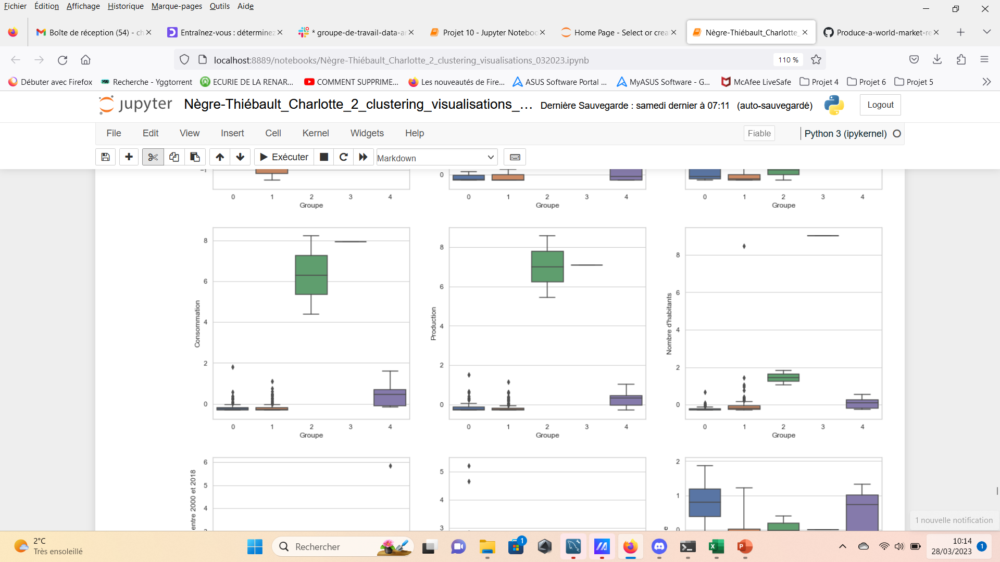 Fichier Édition Affichage Historique Marque-pages Outils Aide
Boîte de réception (54) - ch
Entraînez-vous : déterminez
* groupe-de-travail-data-an
Projet 10 - Jupyter Noteboo
Home Page - Select or crea
Nègre-Thiébault_Charlotte_
Produce-a-world-market-re
localhost:8889/notebooks/Nègre-Thiébault_Charlotte_2_clustering_visualisations_032023.ipynb
110 %
Débuter avec Firefox
Ygg
Recherche - Yggtorrent
ECURIE DE LA RENAR...
COMMENT SUPPRIME...
Les nouveautés de Fire...
ASUS Software Portal ...
MyASUS Software - G...
McAfee LiveSafe
Projet 4
Projet 6
Projet 5
jupyter
Nègre-Thiébault_Charlotte_2_clustering_visualisations_...
Dernière Sauvegarde : samedi dernier à 07:11 (auto-sauvegardé)
Logout
File Edit View Insert Cell Kernel Widgets Help
Fiable
Python 3 (ipykernel)
Exécuter
Markdown
-1
0
0 1 2 3 4
Groupe
0 1 2 3 4
Groupe
0 1 2 3 4
Groupe
Consommation
8
6
4
2
0
0 1 2 3 4
Groupe
Production
8
6
4
2
0
0 1 2 3 4
Groupe
Nombre d'habitants
8
6
4
2
0
0 1 2 3 4
Groupe
entre 2000 et 2018
6
5
4
3
5
4
3
e
2
1
0
1 nouvelle notification
2°C
Très ensoleillé
Rechercher
1
10:14
28/03/2023
1